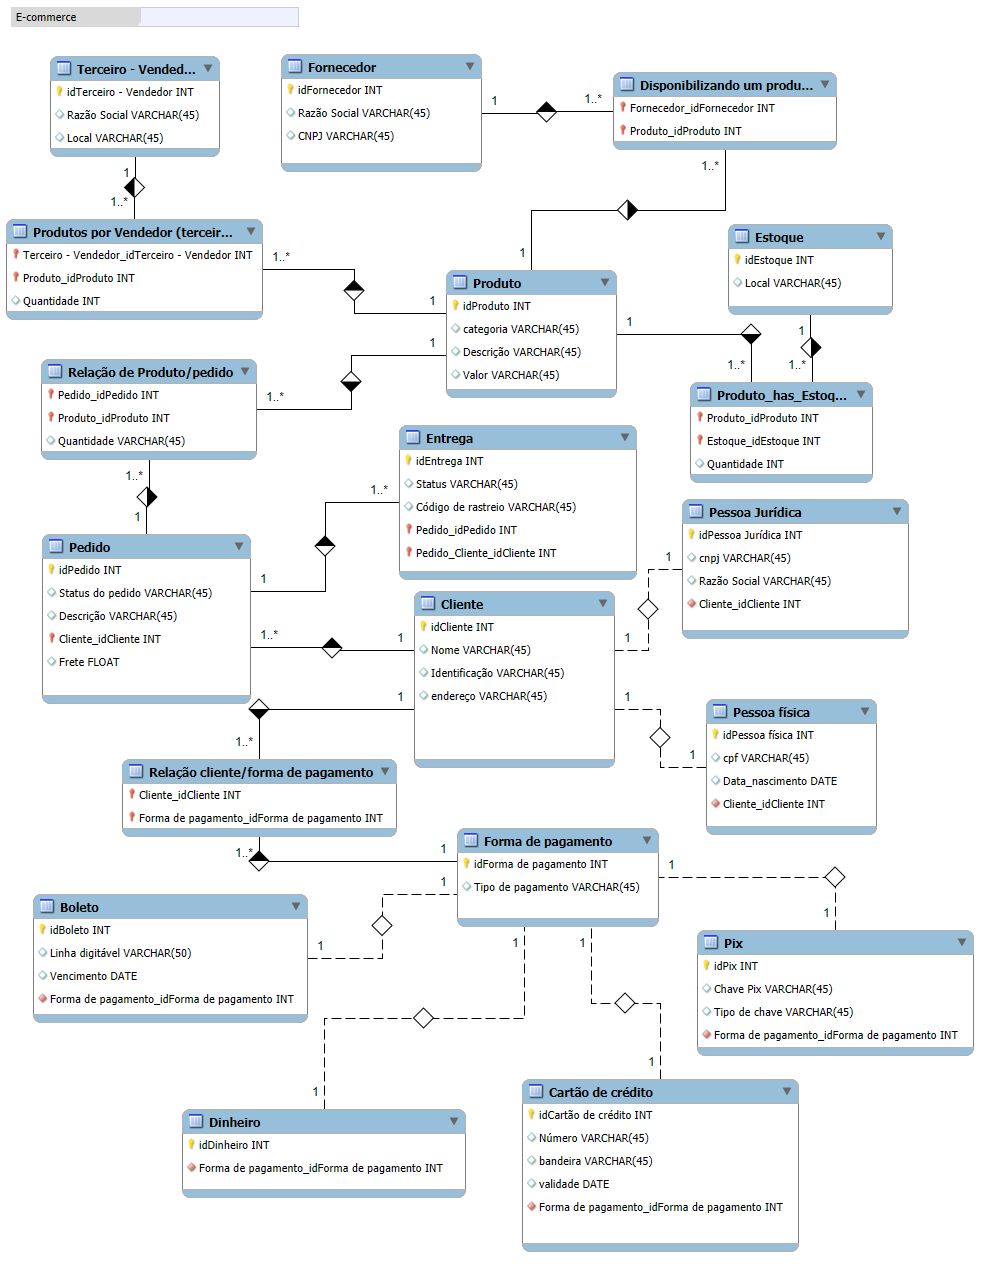 E-commerce
Terceiro - Vended...
idTerceiro - Vendedor INT
Razão Social VARCHAR(45)
Local VARCHAR(45)
Fornecedor
idFornecedor INT
Razão Social VARCHAR(45)
CNPJ VARCHAR(45)
Disponibilizando um produ...
Fornecedor_idFornecedor INT
Produto_idProduto INT
1
1..*
1
1..*
1..*
1
Produtos por Vendedor (terceir...
Terceiro - Vendedor_idTerceiro - Vendedor INT
Produto_idProduto INT
Quantidade INT
1..*
1
Estoque
idEstoque INT
Local VARCHAR(45)
Produto
idProduto INT
categoria VARCHAR(45)
Descrição VARCHAR(45)
Valor VARCHAR(45)
1
1..*
1
1..*
1
1..*
Relação de Produto/pedido
Pedido_idPedido INT
Produto_idProduto INT
Quantidade VARCHAR(45)
Produto_has_Estoq...
Produto_idProduto INT
Estoque_idEstoque INT
Quantidade INT
1..*
1
Entrega
idEntrega INT
Status VARCHAR(45)
Código de rastreio VARCHAR(45)
Pedido_idPedido INT
Pedido_Cliente_idCliente INT
1..*
1
Pessoa Jurídica
idPessoa Jurídica INT
cnpj VARCHAR(45)
Razão Social VARCHAR(45)
Cliente_idCliente INT
1
1
Pedido
idPedido INT
Status do pedido VARCHAR(45)
Descrição VARCHAR(45)
Cliente_idCliente INT
Frete FLOAT
1..*
1
Cliente
idCliente INT
Nome VARCHAR(45)
Identificação VARCHAR(45)
endereço VARCHAR(45)
1
1..*
1
1
Pessoa física
idPessoa física INT
cpf VARCHAR(45)
Data_nascimento DATE
Cliente_idCliente INT
Relação cliente/forma de pagamento
Cliente_idCliente INT
Forma de pagamento_idForma de pagamento INT
1..*
1
Forma de pagamento
idForma de pagamento INT
Tipo de pagamento VARCHAR(45)
1
1
1
1
1
1
1
1
Boleto
idBoleto INT
Linha digitável VARCHAR(50)
Vencimento DATE
Forma de pagamento_idForma de pagamento INT
Pix
idPix INT
Chave Pix VARCHAR(45)
Tipo de chave VARCHAR(45)
Forma de pagamento_idForma de pagamento INT
Dinheiro
idDinheiro INT
Forma de pagamento_idForma de pagamento INT
Cartão de crédito
idCartão de crédito INT
Número VARCHAR(45)
bandeira VARCHAR(45)
validade DATE
Forma de pagamento_idForma de pagamento INT